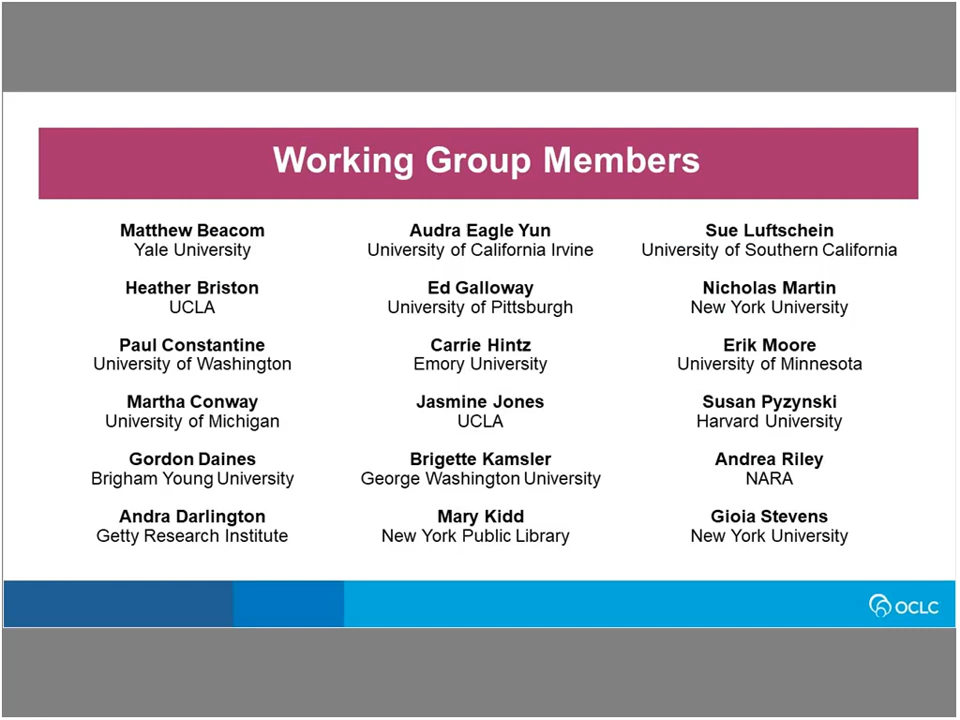 Working Group Members
Matthew Beacom
Yale University
Heather Briston
UCLA
Paul Constantine
University of Washington
Martha Conway
University of Michigan
Gordon Daines
Brigham Young University
Andra Darlington
Getty Research Institute
Audra Eagle Yun
University of California Irvine
Ed Galloway
University of Pittsburgh
Carrie Hintz
Emory University
Jasmine Jones
UCLA
Brigette Kamsler
George Washington University
Mary Kidd
New York Public Library
Sue Luftschein
University of Southern California
Nicholas Martin
New York University
Erik Moore
University of Minnesota
Susan Pyzynski
Harvard University
Andrea Riley
NARA
Gioia Stevens
New York University
OCLC